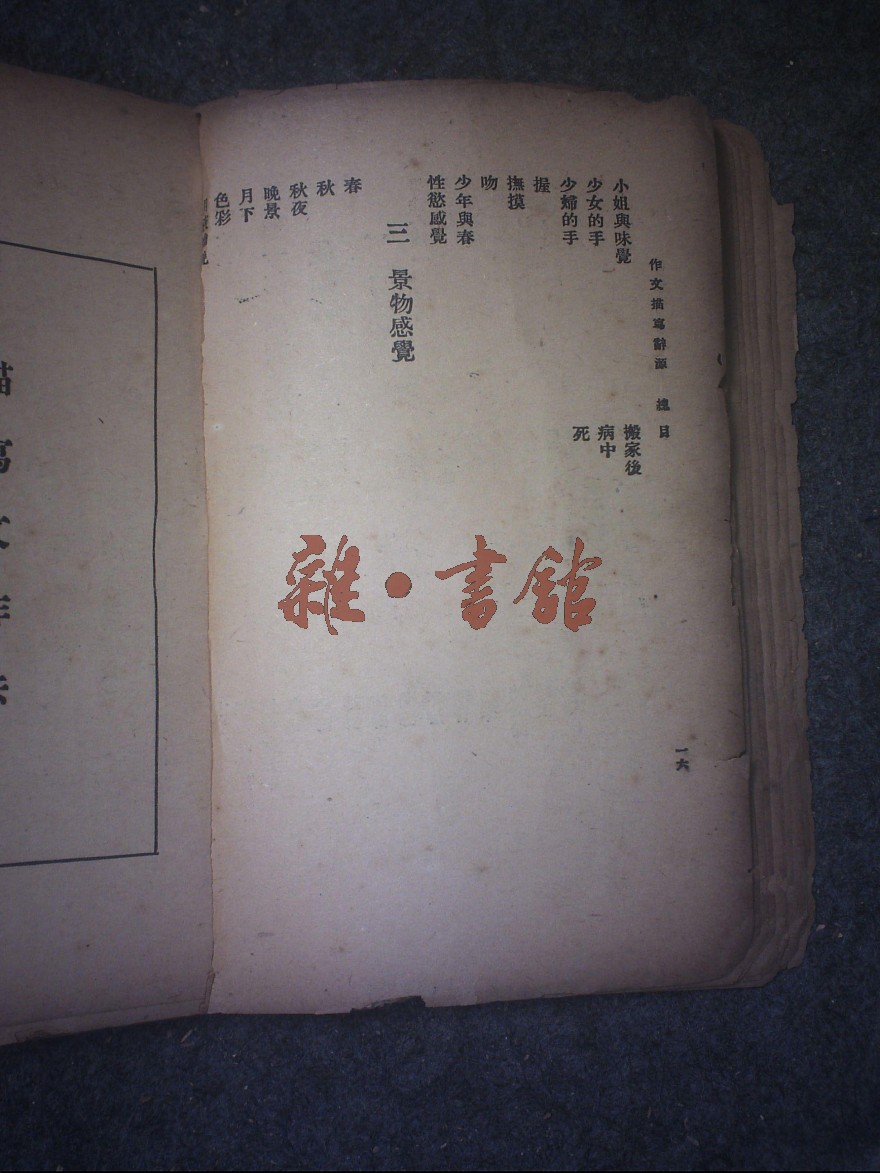 作文描寫辭源　總目
小姐與味覺
少女的手
少婦的手
握
撫摸
吻
少年與春
性慾感覺
三　景物感覺
春
秋
秋夜
晚景
月下
色彩
搬家後
病中
死
一六
雜•書館